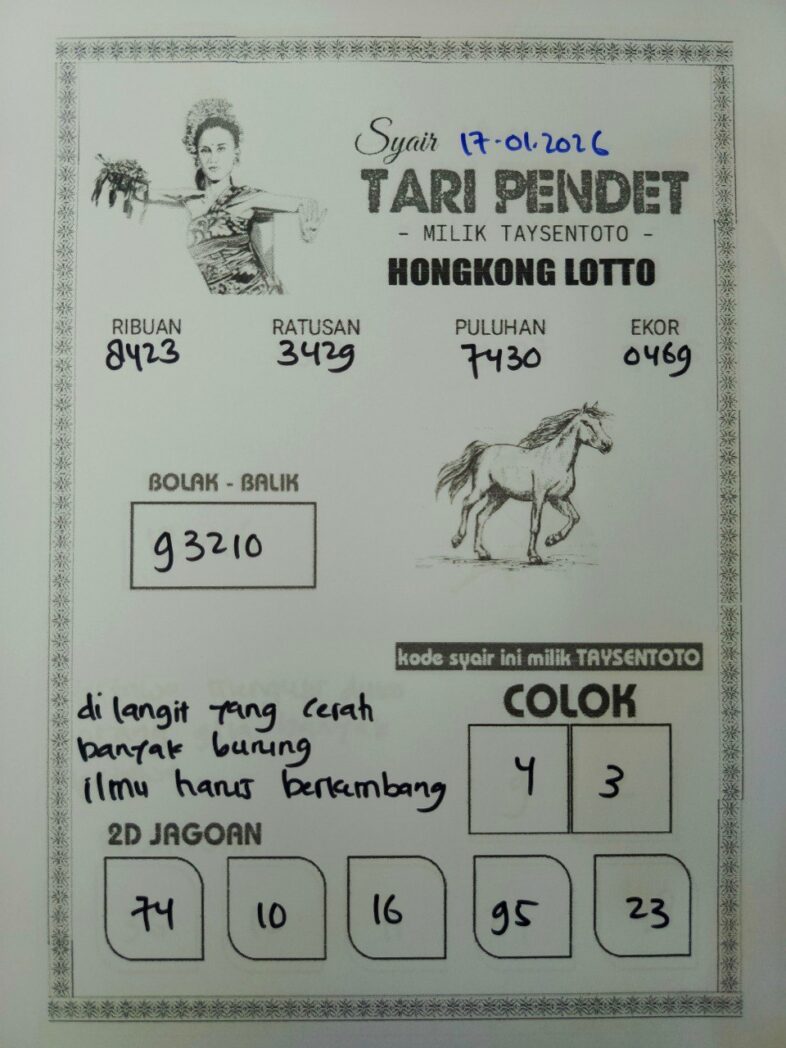 Syair 17-01-2026
TARI PENDET
- MILIK TAYSENTOTO -
HONGKONG LOTTO
RIBUAN RATUSAN PULUHAN EKOR
8423 3429 7430 0469
BOLAK - BALIK
93210
kode syair ini milik TAYSENTOTO
COLOK
4 3
di langit yang cerah
banyak burung
ilmu harus berkembang
2D JAGOAN
74 10 16 95 23